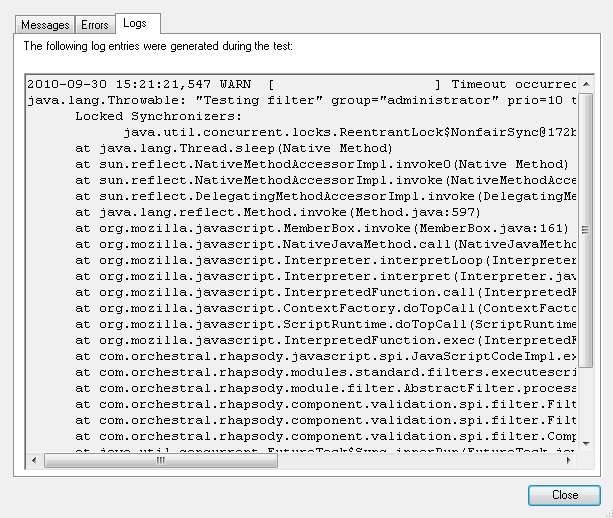 Messages Errors Logs
The following log entries were generated during the test:
2010-09-30 15:21:21,547 WARN [ ] Timeout occurred
java.lang.Throwable: "Testing filter" group="administrator" prio=10 t
Locked Synchronizers:
java.util.concurrent.locks.ReentrantLock$NonfairSync@172b
at java.lang.Thread.sleep(Native Method)
at sun.reflect.NativeMethodAccessorImpl.invoke0(Native Method)
at sun.reflect.NativeMethodAccessorImpl.invoke(NativeMethodAcce
at sun.reflect.DelegatingMethodAccessorImpl.invoke(DelegatingMe
at java.lang.reflect.Method.invoke(Method.java:597)
at org.mozilla.javascript.MemberBox.invoke(MemberBox.java:161)
at org.mozilla.javascript.NativeJavaMethod.call(NativeJavaMetho
at org.mozilla.javascript.Interpreter.interpretLoop(Interpreter
at org.mozilla.javascript.Interpreter.interpret(Interpreter.jav
at org.mozilla.javascript.InterpretedFunction.call(InterpretedF
at org.mozilla.javascript.ContextFactory.doTopCall(ContextFacto
at org.mozilla.javascript.ScriptRuntime.doTopCall(ScriptRuntime
at org.mozilla.javascript.InterpretedFunction.exec(InterpretedF
at com.orchestral.rhapsody.javascript.spi.JavaScriptCodeImpl.ex
at com.orchestral.rhapsody.modules.standard.filters.executescri
at com.orchestral.rhapsody.module.filter.AbstractFilter.process
at com.orchestral.rhapsody.component.validation.spi.filter.Filt
at com.orchestral.rhapsody.component.validation.spi.filter.Filt
at com.orchestral.rhapsody.component.validation.spi.filter.Comp
at java.util.concurrent.FutureTask$Sync.innerRun(FutureTask.jav
Close